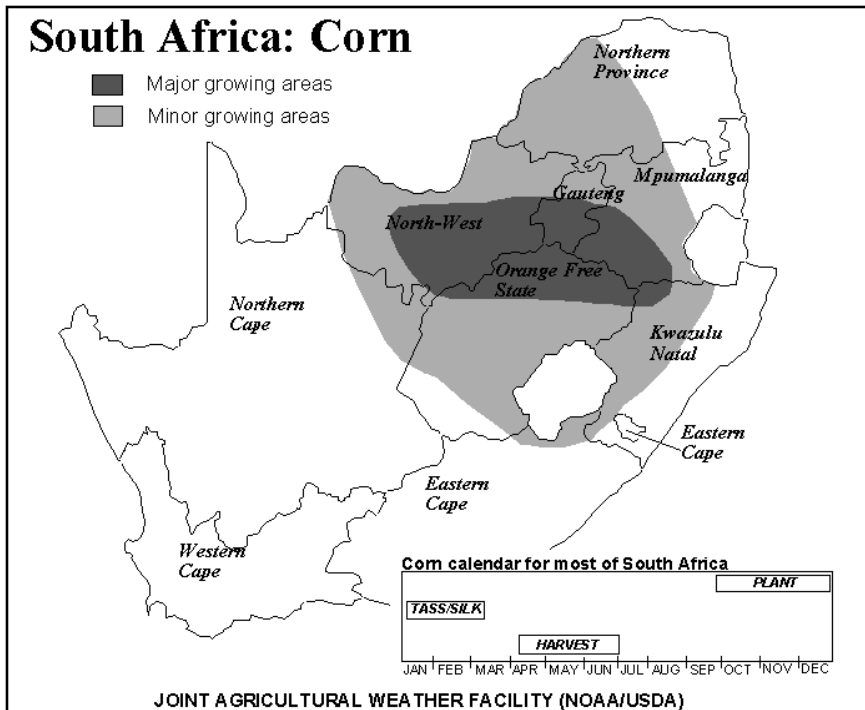 South Africa: Corn
Major growing areas
Minor growing areas
Northern
Province
Mpumalanga
Gauteng
North-West
Orange Free
State
Northern
Cape
Kwazulu
Natal
Eastern
Cape
Eastern
Cape
Western
Cape
Corn calendar for most of South Africa
PLANT
TASS/SILK
HARVEST
JAN FEB MAR APR MAY JUN JUL AUG SEP OCT NOV DEC
JOINT AGRICULTURAL WEATHER FACILITY (NOAA/USDA)